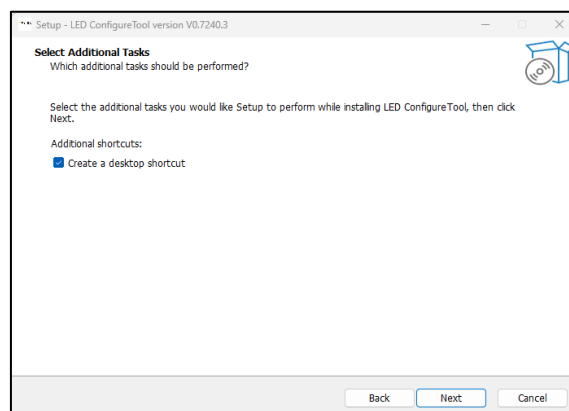 Setup - LED ConfigureTool version V0.7240.3
Select Additional Tasks
Which additional tasks should be performed?
Select the additional tasks you would like Setup to perform while installing LED ConfigureTool, then click
Next.
Additional shortcuts:
Create a desktop shortcut
Back
Next
Cancel